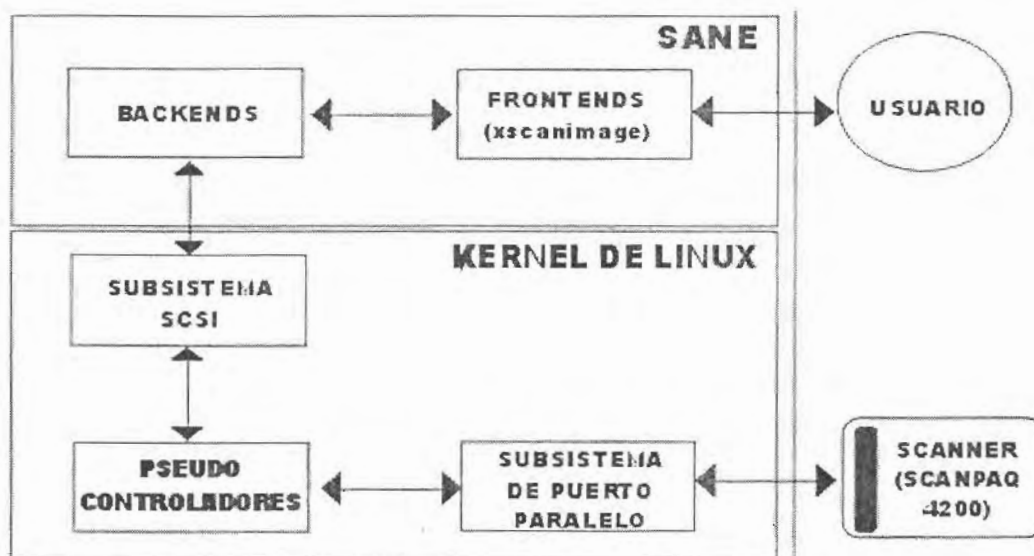 SANE
BACKENDS
FRONTENDS
(xscanimage)
USUARIO
KERNEL DE LINUX
SUBSISTEMA
SCSI
PSEUDO
CONTROLADORES
SUBSISTEMA
DE PUERTO
PARALELO
SCANNER
(SCANPAQ
4200)